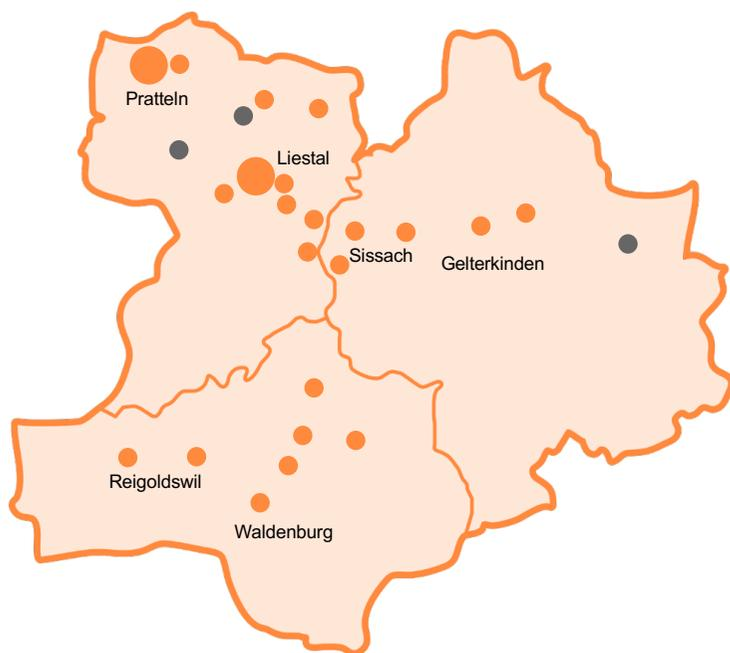 Pratteln
Liestal
Sissach
Gelterkinden
Reigoldswil
Waldenburg